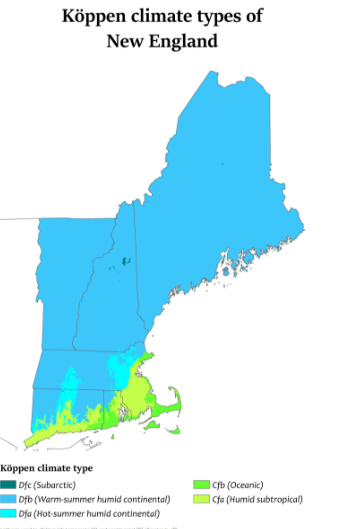 Köppen climate types of
New England
Köppen climate type
Dfc (Subarctic)
Dfb (Warm-summer humid continental)
Dfa (Hot-summer humid continental)
Cfb (Oceanic)
Cfa (Humid subtropical)